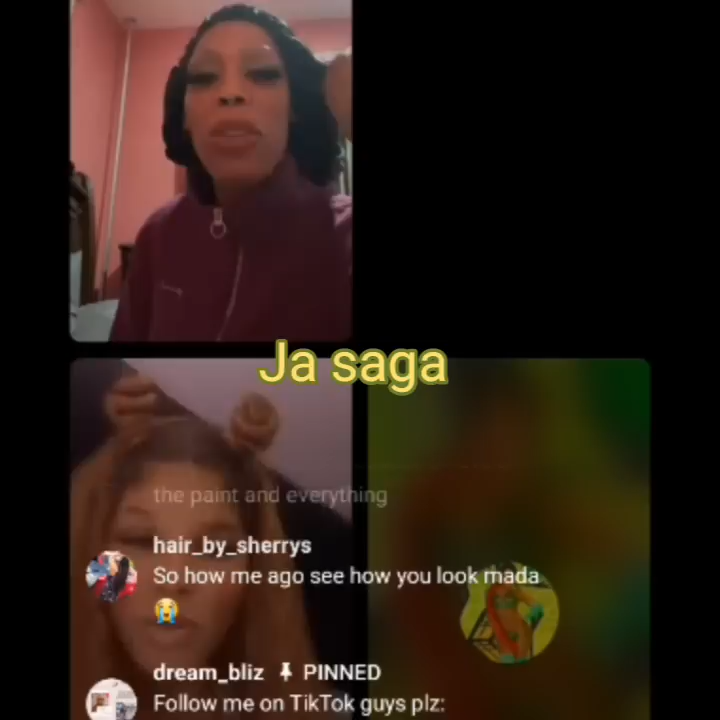 Ja saga
the paint and everything
hair_by_sherrys
So how me ago see how you look mada
😭
dream_bliz 📌 PINNED
Follow me on TikTok guys plz: